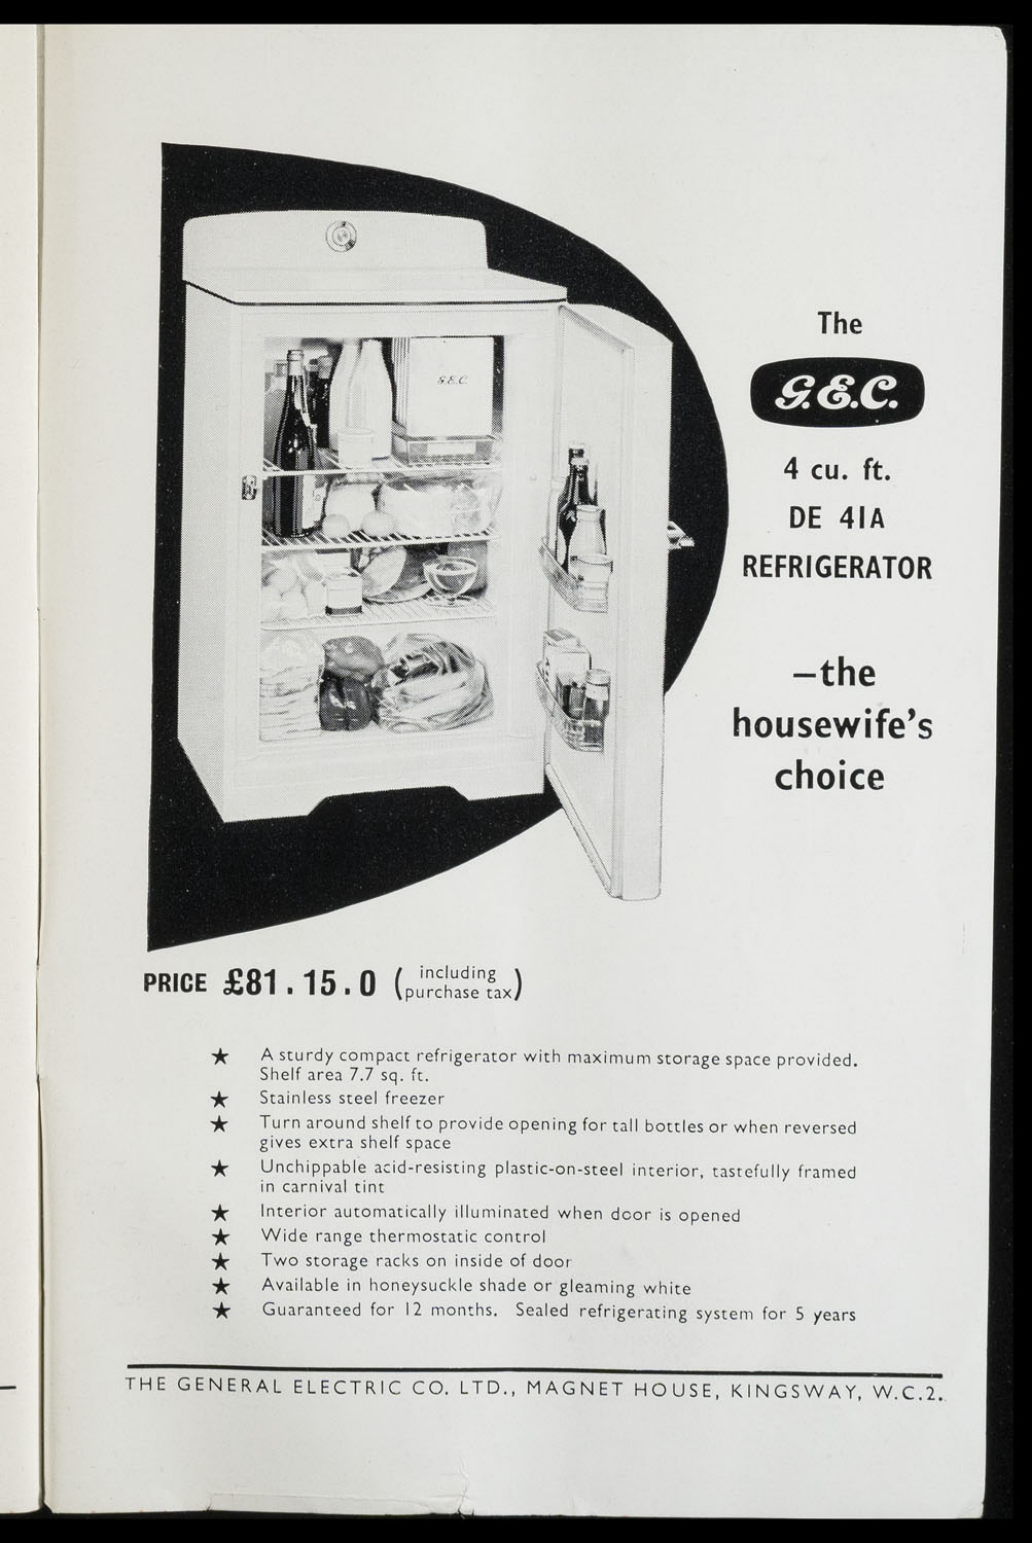 The
G.E.C.
4 cu. ft.
DE 41A
REFRIGERATOR
—the
housewife's
choice
G.E.C.
PRICE £81.15.0 (including
purchase tax)
★ A sturdy compact refrigerator with maximum storage space provided.
Shelf area 7.7 sq. ft.
★ Stainless steel freezer
★ Turn around shelf to provide opening for tall bottles or when reversed
gives extra shelf space
★ Unchippable acid-resisting plastic-on-steel interior, tastefully framed
in carnival tint
★ Interior automatically illuminated when door is opened
★ Wide range thermostatic control
★ Two storage racks on inside of door
★ Available in honeysuckle shade or gleaming white
★ Guaranteed for 12 months. Sealed refrigerating system for 5 years
THE GENERAL ELECTRIC CO. LTD., MAGNET HOUSE, KINGSWAY, W.C.2.